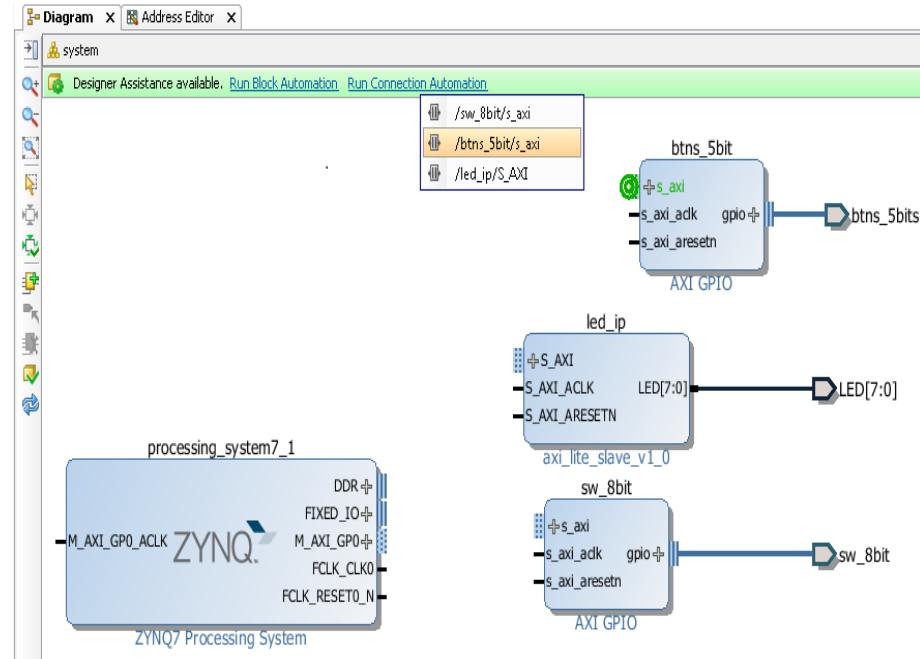 Diagram X Address Editor X
system
Designer Assistance available. Run Block Automation Run Connection Automation
/sw_8bit/s_axi
/btns_5bit/s_axi
/led_ip/S_AXI
btns_5bit
s_axi
s_axi_aclk gpio
s_axi_aresetn
btns_5bits
AXI GPIO
led_ip
S_AXI
S_AXI_ACLK LED[7:0]
S_AXI_ARESETN
LED[7:0]
axi_lite_slave_v1_0
processing_system7_1
DDR
FIXED_IO
M_AXI_GP0_ACLK ZYNQ M_AXI_GP0
FCLK_CLK0
FCLK_RESET0_N
ZYNQ7 Processing System
sw_8bit
s_axi
s_axi_aclk gpio
s_axi_aresetn
sw_8bit
AXI GPIO